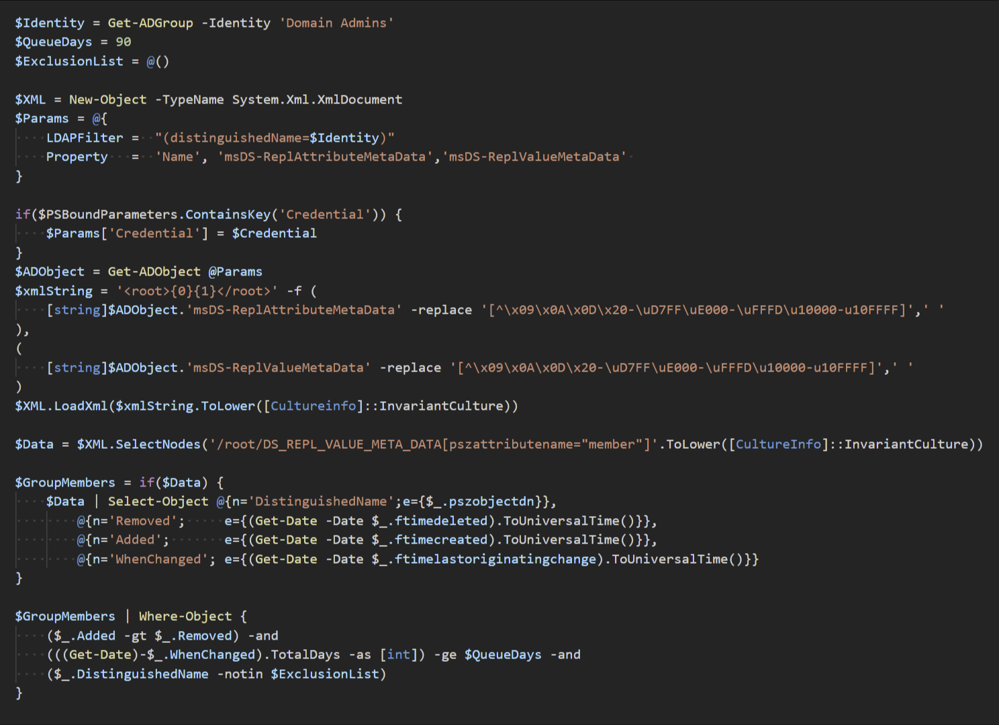 $Identity = Get-ADGroup -Identity 'Domain Admins'
$QueueDays = 90
$ExclusionList = @()
$XML = New-Object -TypeName System.Xml.XmlDocument
$Params = @{
LDAPFilter = "(distinguishedName=$Identity)"
Property = 'Name', 'msDS-ReplAttributeMetaData','msDS-ReplValueMetaData'
}
if($PSBoundParameters.ContainsKey('Credential')) {
$Params['Credential'] = $Credential
}
$ADObject = Get-ADObject @Params
$xmlString = '<root>{0}{1}</root>' -f (
[string]$ADObject.'msDS-ReplAttributeMetaData' -replace '[^\x09\x0A\x0D\x20-\uD7FF\uE000-\uFFFD\u10000-u10FFFF]',' '
),
(
[string]$ADObject.'msDS-ReplValueMetaData' -replace '[^\x09\x0A\x0D\x20-\uD7FF\uE000-\uFFFD\u10000-u10FFFF]',' '
)
$XML.LoadXml($xmlString.ToLower([Cultureinfo]::InvariantCulture))
$Data = $XML.SelectNodes('/root/DS_REPL_VALUE_META_DATA[pszattributename="member"]'.ToLower([CultureInfo]::InvariantCulture))
$GroupMembers = if($Data) {
$Data | Select-Object @{n='DistinguishedName';e={$_.pszobjectdn}},
@{n='Removed'; e={(Get-Date -Date $_.ftimedeleted).ToUniversalTime()}},
@{n='Added'; e={(Get-Date -Date $_.ftimecreated).ToUniversalTime()}},
@{n='WhenChanged'; e={(Get-Date -Date $_.ftimelastoriginatingchange).ToUniversalTime()}}
}
$GroupMembers | Where-Object {
($_.Added -gt $_.Removed) -and
(((Get-Date)-$_.WhenChanged).TotalDays -as [int]) -ge $QueueDays -and
($_.DistinguishedName -notin $ExclusionList)
}